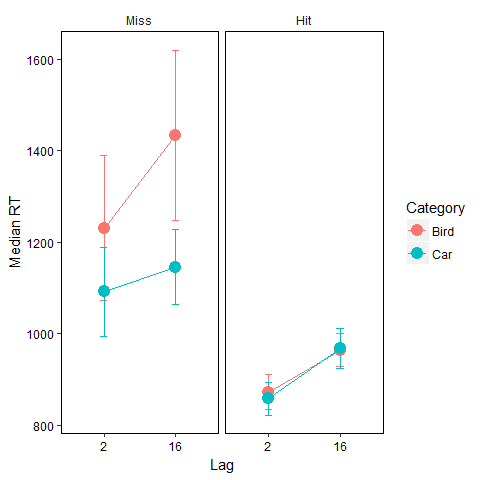 Miss Hit
1600
1400
1200
1000
800
Median RT
2 16 2 16
Lag
Category
Bird
Car